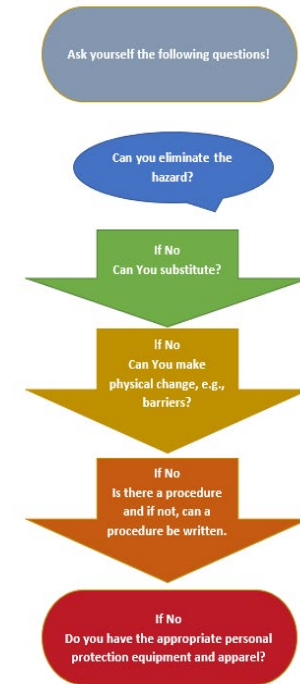 Ask yourself the following questions!
Can you eliminate the
hazard?
If No
Can You substitute?
If No
Can You make
physical change, e.g.,
barriers?
If No
Is there a procedure
and if not, can a
procedure be written.
If No
Do you have the appropriate personal
protection equipment and apparel?